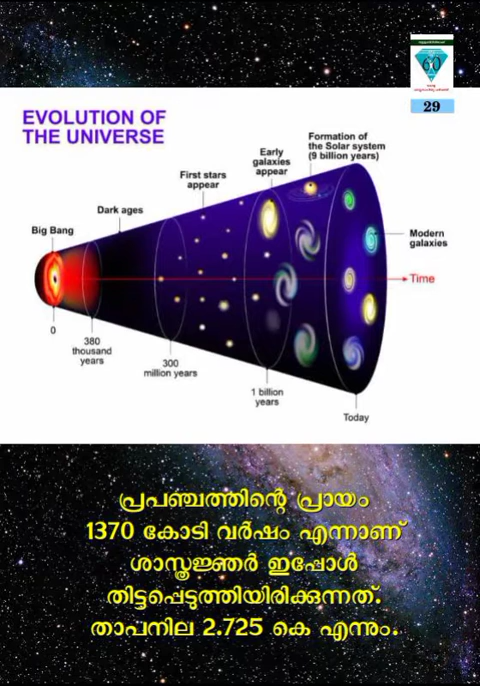 60
29
EVOLUTION OF
THE UNIVERSE
Formation of
the Solar system
(9 billion years)
Early
galaxies
appear
First stars
appear
Dark ages
Big Bang
Modern
galaxies
Time
0
380
thousand
years
300
million years
1 billion
years
Today
പ്രപഞ്ചത്തിന്റെ പ്രായം
1370 കോടി വർഷം എന്നാണ്
ശാസ്ത്രജ്ഞർ ഇപ്പോൾ
തിട്ടപ്പെടുത്തിയിരിക്കുന്നത്.
താപനില 2.725 കെ എന്നും.